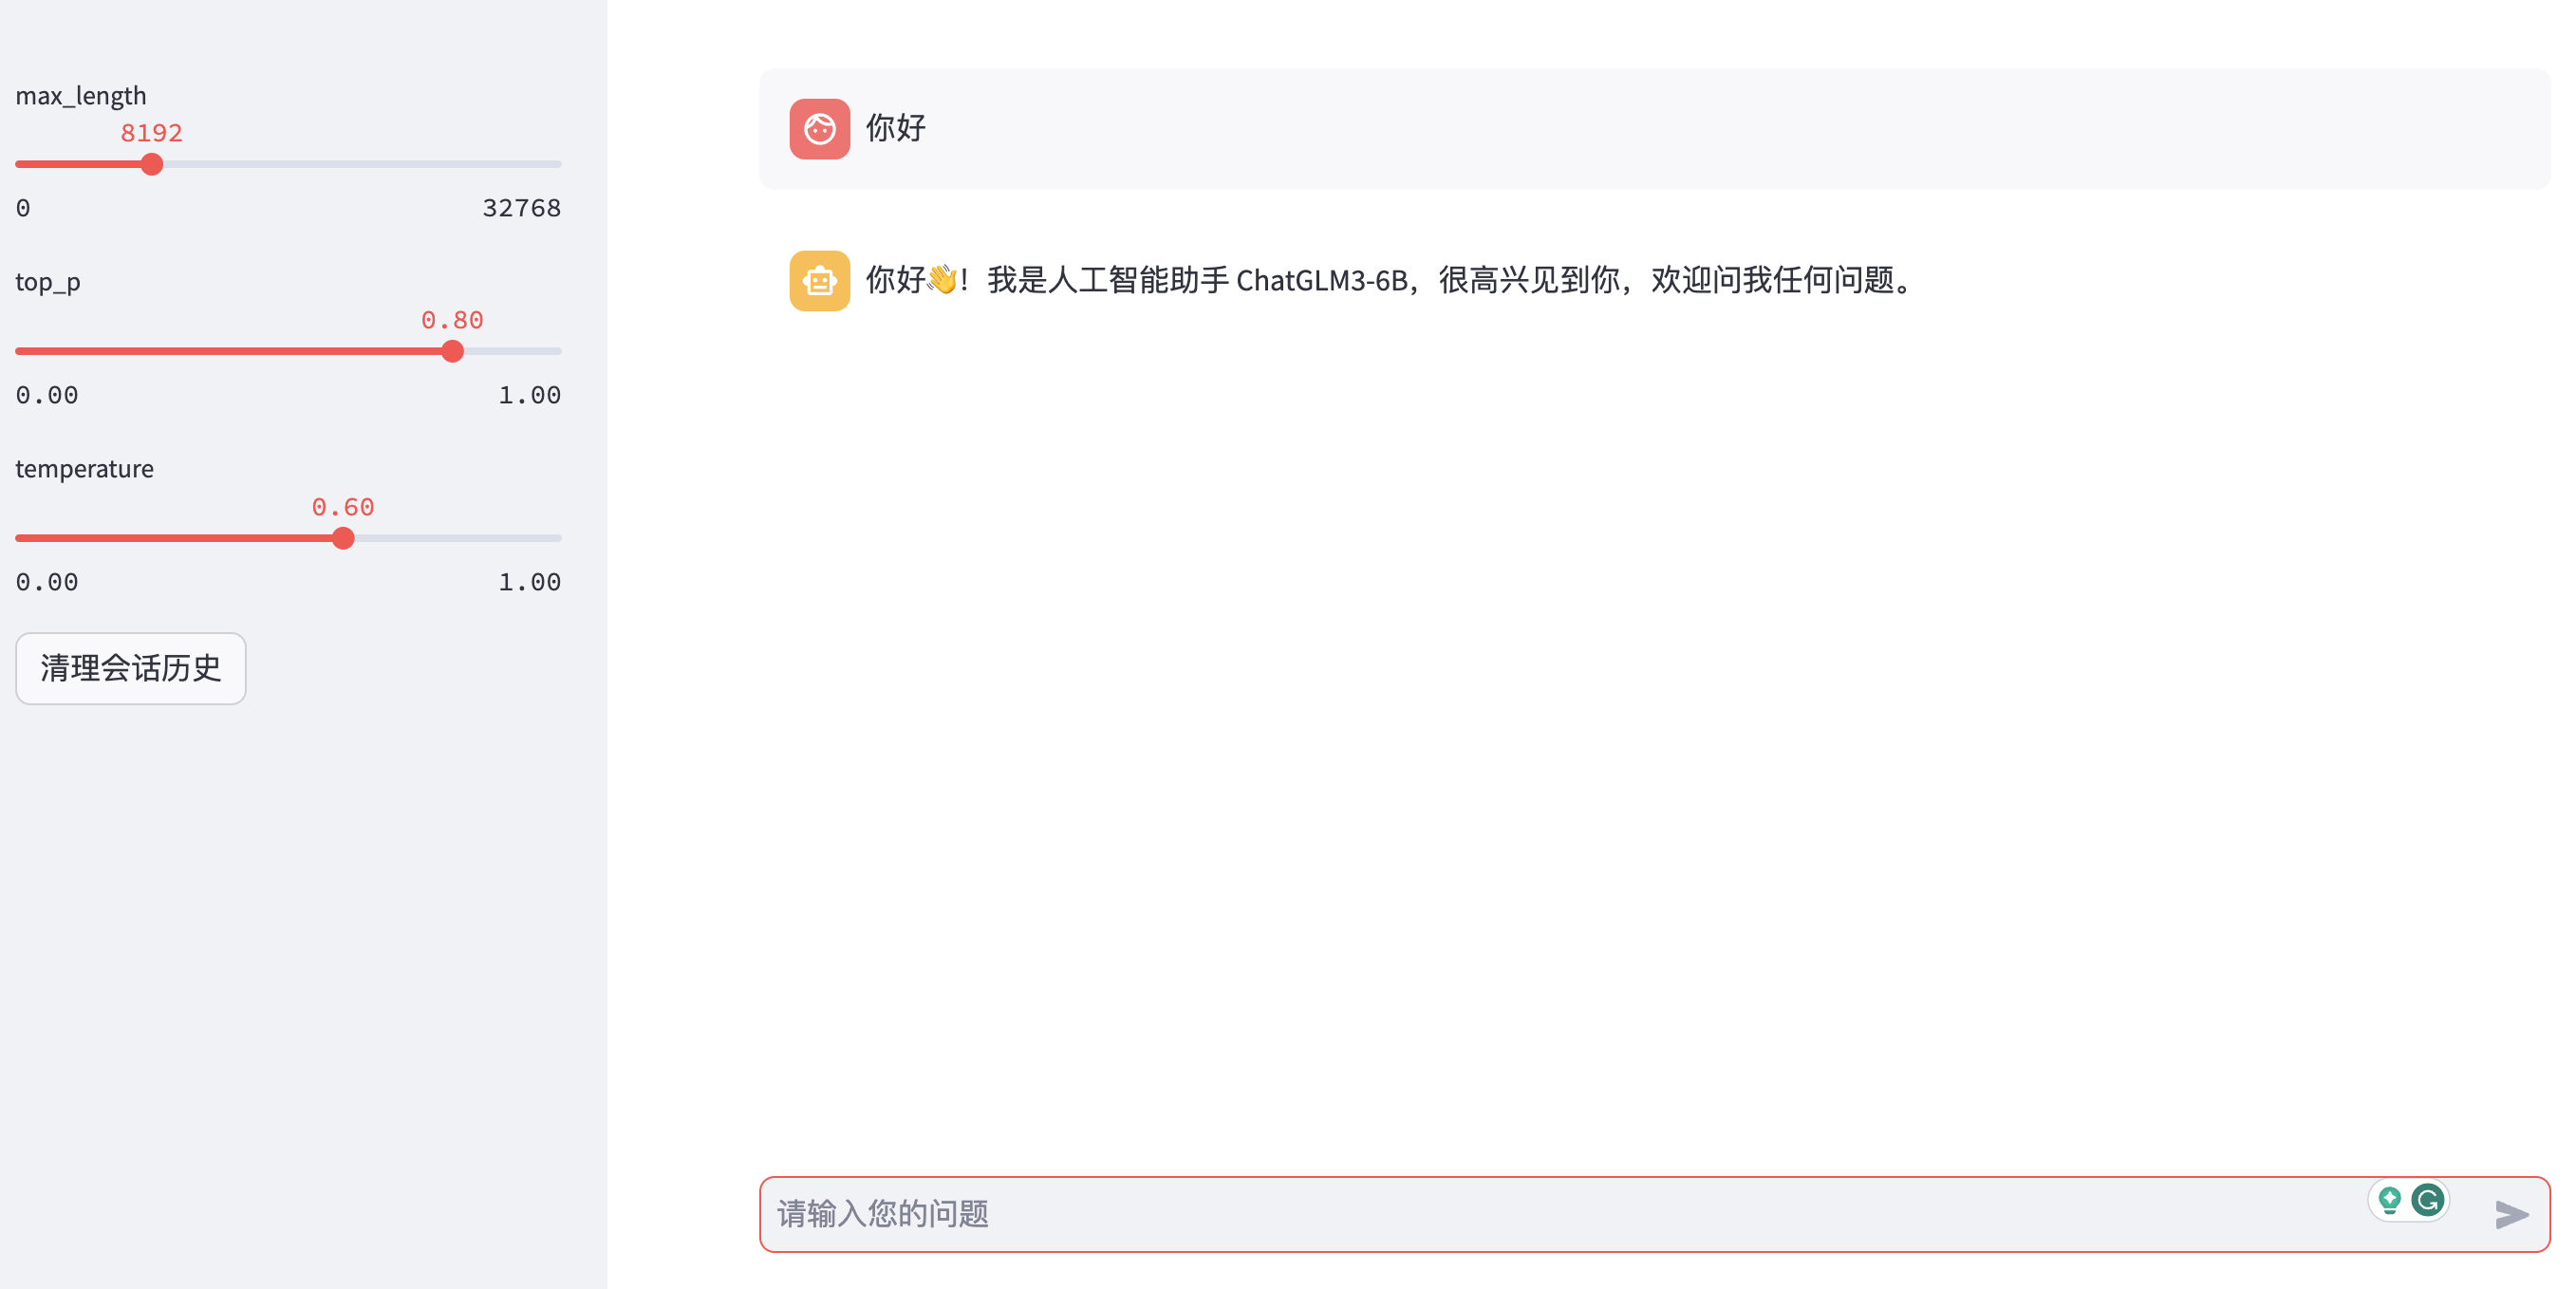 max_length
8192
0 32768
top_p
0.80
0.00 1.00
temperature
0.60
0.00 1.00
清理会话历史
你好
你好👋！我是人工智能助手 ChatGLM3-6B，很高兴见到你，欢迎问我任何问题。
请输入您的问题